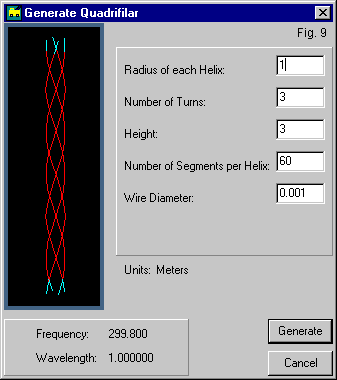 Generate Quadrifilar
Fig. 9
Radius of each Helix: 1
Number of Turns: 3
Height: 3
Number of Segments per Helix: 60
Wire Diameter: 0.001
Units: Meters
Frequency: 299.800
Wavelength: 1.000000
Generate
Cancel